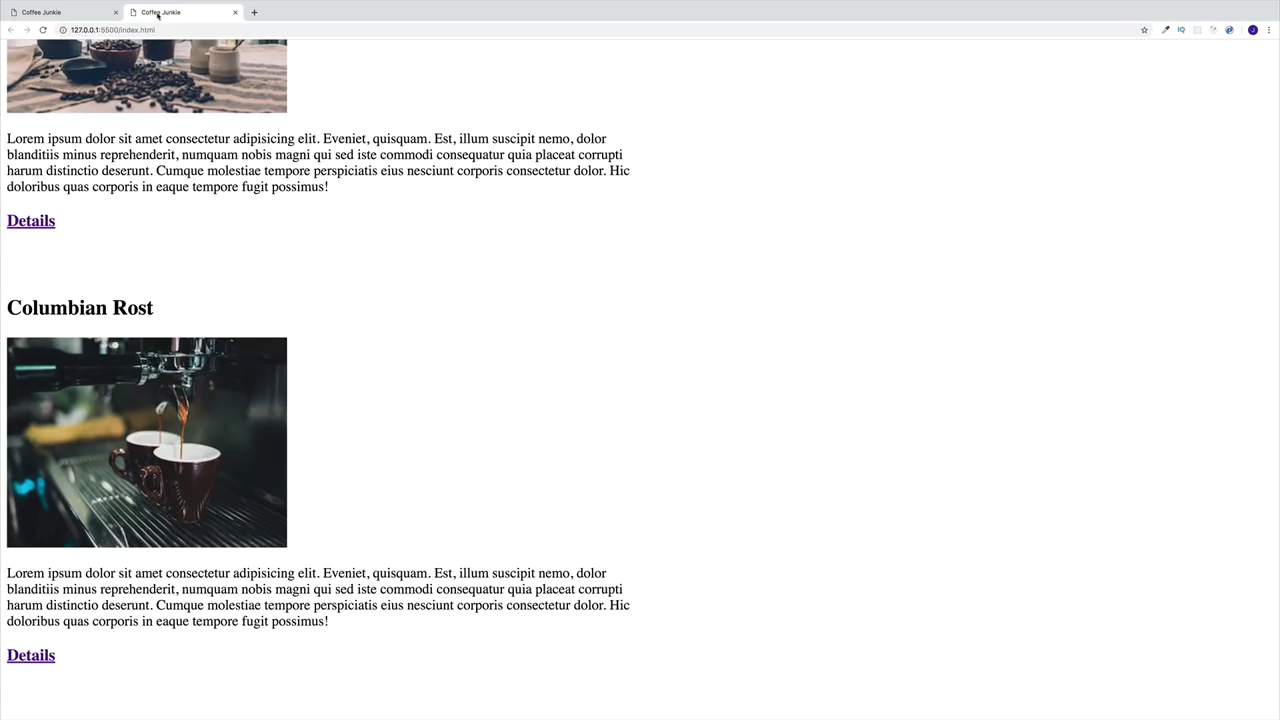 Coffee Junkie
Coffee Junkie
127.0.0.1:5500/index.html
IQ
J
Lorem ipsum dolor sit amet consectetur adipisicing elit. Eveniet, quisquam. Est, illum suscipit nemo, dolor
blanditiis minus reprehenderit, numquam nobis magni qui sed iste commodi consequatur quia placeat corrupti
harum distinctio deserunt. Cumque molestiae tempore perspiciatis eius nesciunt corporis consectetur dolor. Hic
doloribus quas corporis in eaque tempore fugit possimus!
Details
Columbian Rost
Lorem ipsum dolor sit amet consectetur adipisicing elit. Eveniet, quisquam. Est, illum suscipit nemo, dolor
blanditiis minus reprehenderit, numquam nobis magni qui sed iste commodi consequatur quia placeat corrupti
harum distinctio deserunt. Cumque molestiae tempore perspiciatis eius nesciunt corporis consectetur dolor. Hic
doloribus quas corporis in eaque tempore fugit possimus!
Details